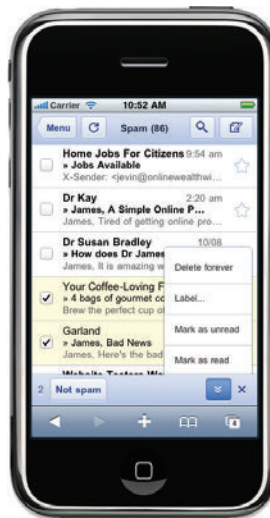 Carrier 10:52 AM
Menu Spam (86)
Home Jobs For Citizens 9:54 am
» Jobs Available
X-Sender: <jevin@onlinewealthwi...
Dr Kay 2:20 am
» James, A Simple Online P...
James, Tired of getting online pro...
Dr Susan Bradley 10/08
» How does Dr James
James, It is amazing w
Delete forever
Your Coffee-Loving F
» 4 bags of gourmet co
Brew the perfect cup of
Label...
Garland
» James, Bad News
James, Here's the bad
Mark as unread
Mark as read
2 Not spam
4